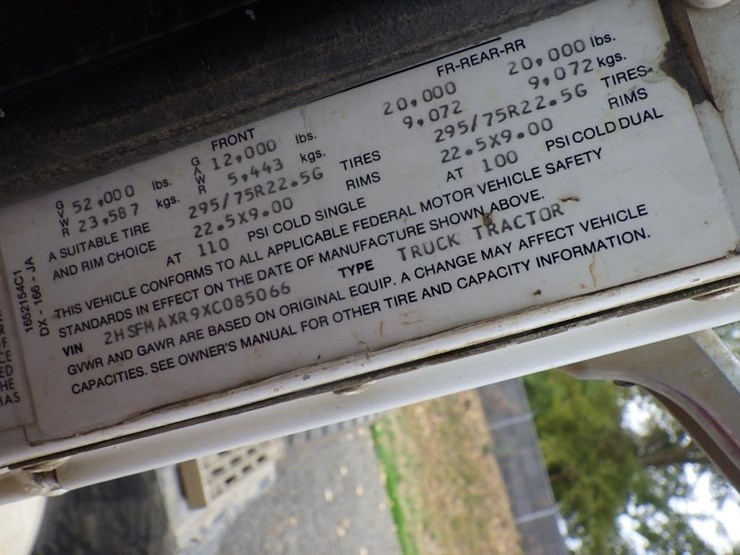 FRONT FR-REAR-RR
GVWR 52,000 lbs. GAWR 12,000 lbs. 20,000 20,000 lbs.
23,587 kgs. 5,443 kgs. 9,072 9,072 kgs.
A SUITABLE TIRE 295/75R22.5G TIRES 295/75R22.5G TIRES
AND RIM CHOICE 22.5X9.00 RIMS 22.5X9.00 RIMS
AT 110 PSI COLD SINGLE AT 100 PSI COLD DUAL
THIS VEHICLE CONFORMS TO ALL APPLICABLE FEDERAL MOTOR VEHICLE SAFETY
STANDARDS IN EFFECT ON THE DATE OF MANUFACTURE SHOWN ABOVE.
VIN 2HSFMAXR9XC085066 TYPE TRUCK TRACTOR
GVWR AND GAWR ARE BASED ON ORIGINAL EQUIP. A CHANGE MAY AFFECT VEHICLE
CAPACITIES. SEE OWNER'S MANUAL FOR OTHER TIRE AND CAPACITY INFORMATION.
1652154C1
DX - 166 - JA